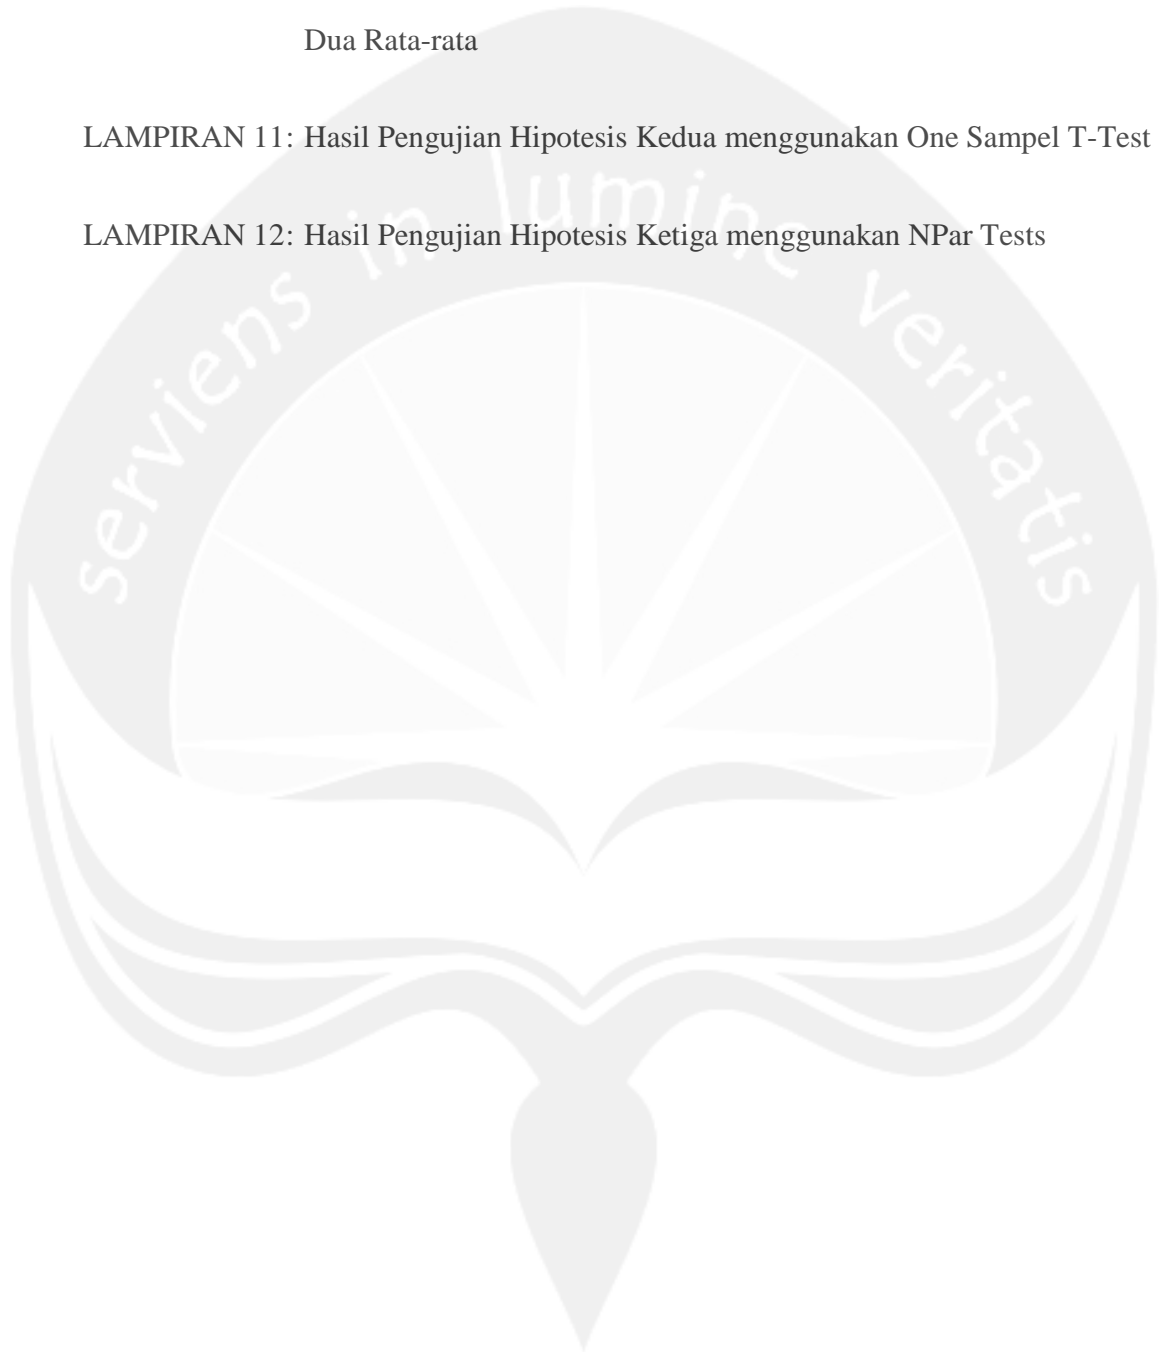 Dua Rata-rata
LAMPIRAN 11: Hasil Pengujian Hipotesis Kedua menggunakan One Sampel T-Test
LAMPIRAN 12: Hasil Pengujian Hipotesis Ketiga menggunakan NPar Tests
serviens in lumine veritatis